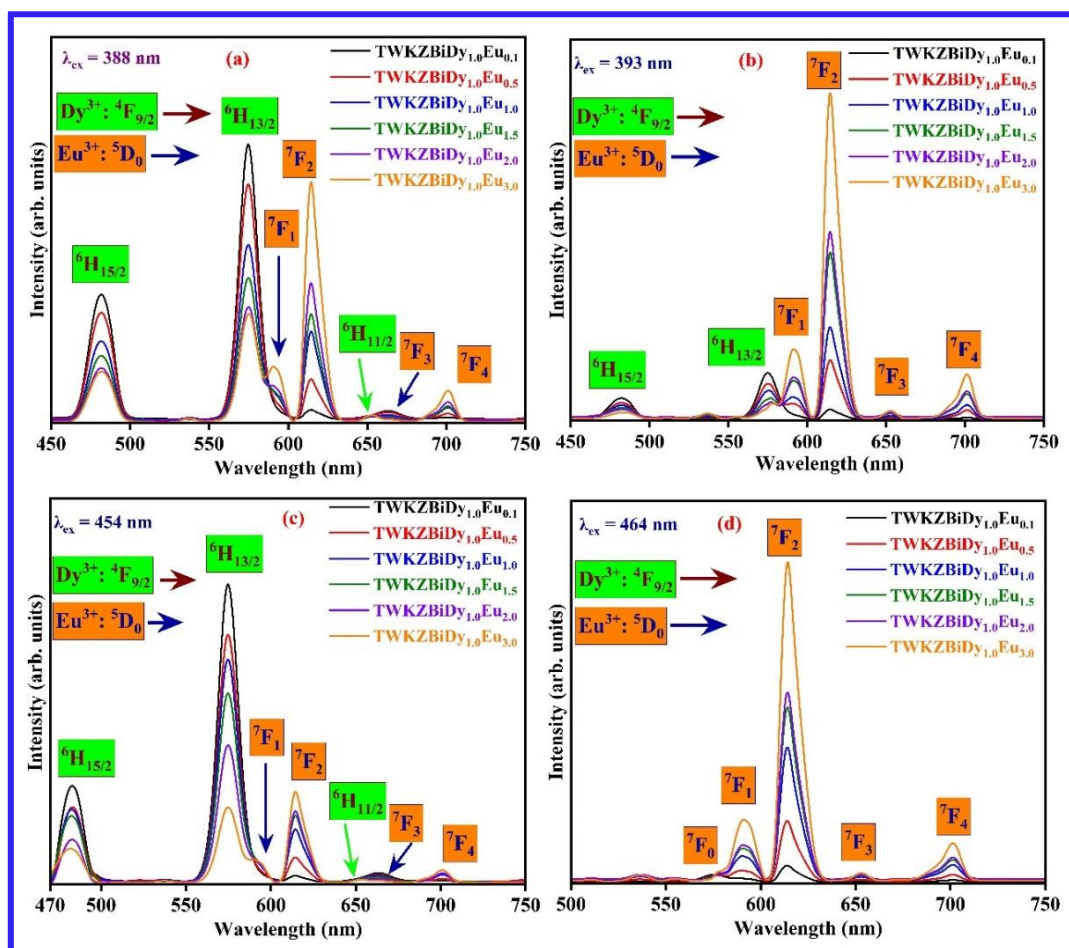 λex = 388 nm
(a)
TWKZBiDy1.0Eu0.1
TWKZBiDy1.0Eu0.5
TWKZBiDy1.0Eu1.0
TWKZBiDy1.0Eu1.5
TWKZBiDy1.0Eu2.0
TWKZBiDy1.0Eu3.0
Dy3+: 4F9/2
Eu3+: 5D0
6H15/2
6H13/2
7F1
7F2
6H11/2
7F3
7F4
Intensity (arb. units)
450 500 550 600 650 700 750
Wavelength (nm)
λex = 393 nm
(b)
TWKZBiDy1.0Eu0.1
TWKZBiDy1.0Eu0.5
TWKZBiDy1.0Eu1.0
TWKZBiDy1.0Eu1.5
TWKZBiDy1.0Eu2.0
TWKZBiDy1.0Eu3.0
Dy3+: 4F9/2
Eu3+: 5D0
6H15/2
6H13/2
7F1
7F2
7F3
7F4
Intensity (arb. units)
450 500 550 600 650 700 750
Wavelength (nm)
λex = 454 nm
(c)
TWKZBiDy1.0Eu0.1
TWKZBiDy1.0Eu0.5
TWKZBiDy1.0Eu1.0
TWKZBiDy1.0Eu1.5
TWKZBiDy1.0Eu2.0
TWKZBiDy1.0Eu3.0
Dy3+: 4F9/2
Eu3+: 5D0
6H15/2
6H13/2
7F1
7F2
6H11/2
7F3
7F4
Intensity (arb. units)
470 500 550 600 650 700 750
Wavelength (nm)
λex = 464 nm
(d)
TWKZBiDy1.0Eu0.1
TWKZBiDy1.0Eu0.5
TWKZBiDy1.0Eu1.0
TWKZBiDy1.0Eu1.5
TWKZBiDy1.0Eu2.0
TWKZBiDy1.0Eu3.0
Dy3+: 4F9/2
Eu3+: 5D0
7F0
7F1
7F2
7F3
7F4
Intensity (arb. units)
500 550 600 650 700 750
Wavelength (nm)